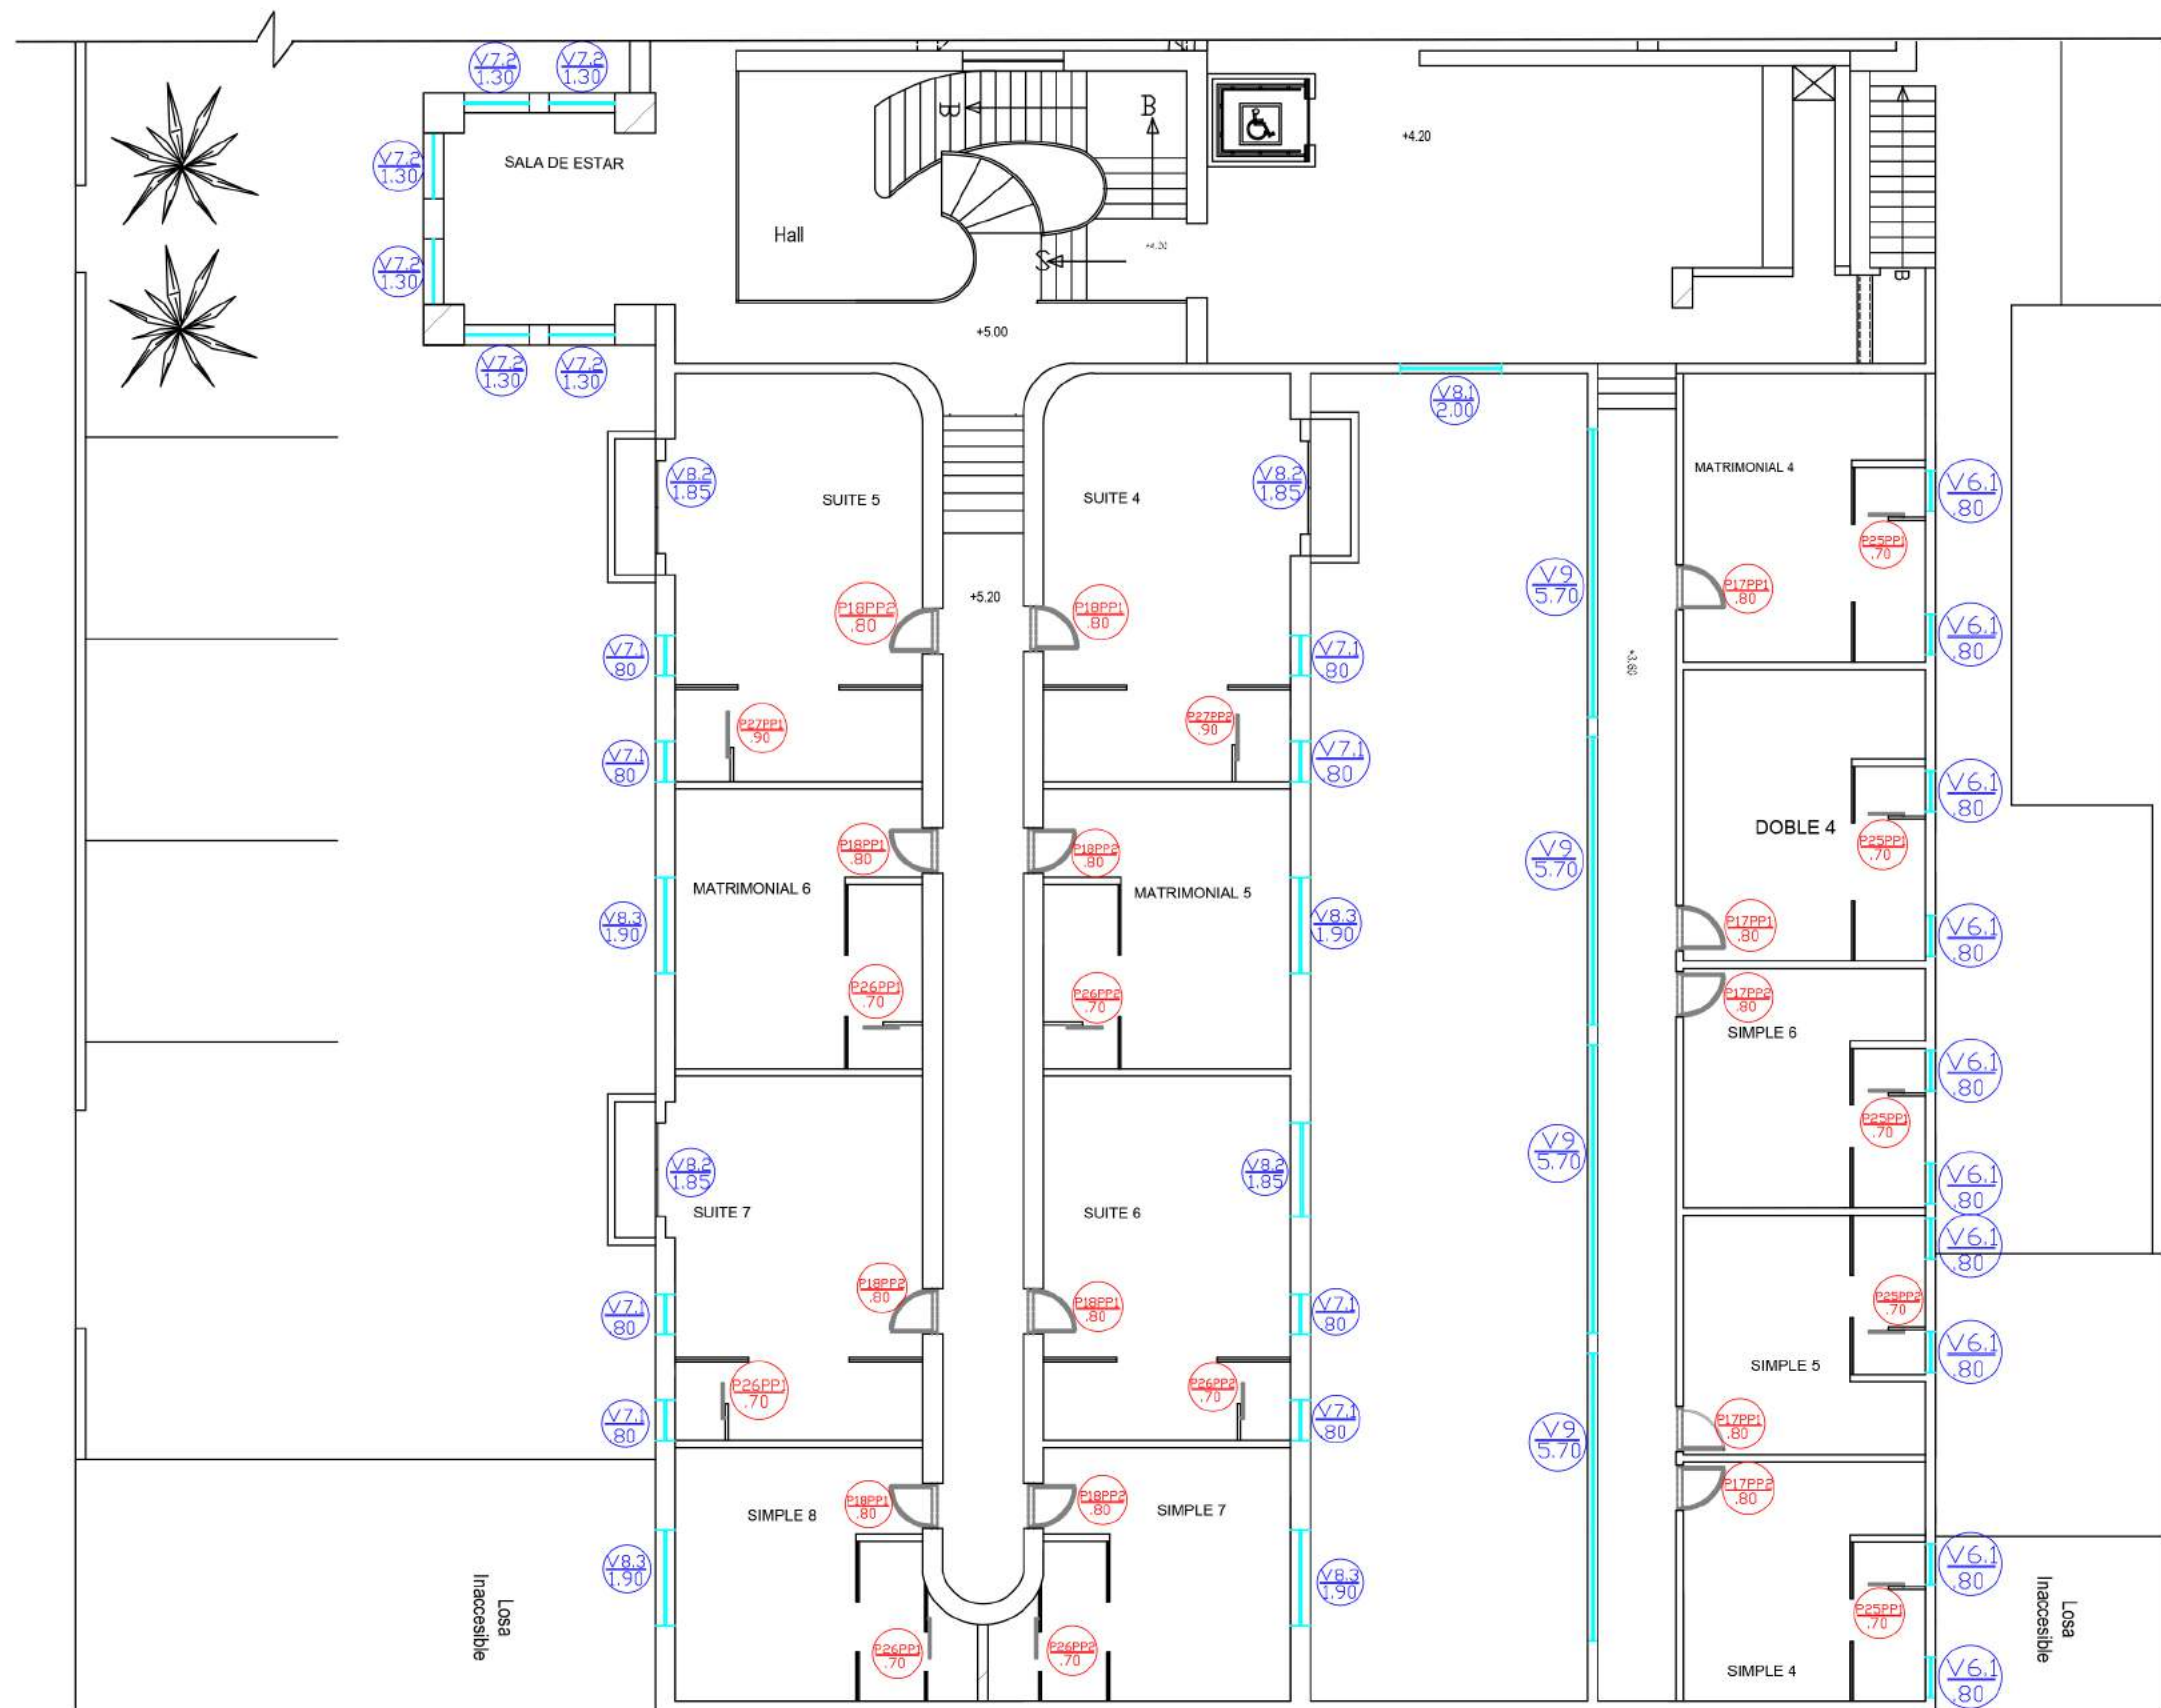 V7.2
1.30
V7.2
1.30
V7.2
1.30
SALA DE ESTAR
B
B
+4.20
Hall
+4.20
S
V7.2
1.30
B
+5.00
V7.2
1.30
V7.2
1.30
V8.1
2.00
V8.2
1.85
SUITE 5
SUITE 4
V8.2
1.85
MATRIMONIAL 4
V6.1
.80
P25PP1
.70
V9
5.70
P17PP1
.80
+5.20
P18PP2
.80
P18PP1
.80
V6.1
.80
V7.1
80
V7.1
80
+3.60
P27PP1
.90
P27PP2
.90
V7.1
.80
V7.1
80
V6.1
.80
DOBLE 4
P25PP1
.70
P18PP1
.80
P18PP2
.80
V9
5.70
MATRIMONIAL 6
MATRIMONIAL 5
V8.3
1.90
V8.3
1.90
P17PP1
.80
V6.1
.80
P26PP1
.70
P26PP2
.70
P17PP2
.80
SIMPLE 6
V6.1
.80
P25PP1
.70
V9
5.70
V8.2
1.85
V8.2
1.85
V6.1
.80
SUITE 7
SUITE 6
V6.1
.80
P18PP2
.80
P18PP1
.80
P25PP2
.70
V7.1
.80
V7.1
80
V6.1
.80
SIMPLE 5
P26PP1
.70
P26PP2
.70
V7.1
.80
V7.1
80
P17PP1
.80
V9
5.70
P17PP2
.80
SIMPLE 8
P18PP1
.80
P18PP2
.80
SIMPLE 7
V8.3
1.90
V8.3
1.90
V6.1
.80
Losa
Inaccesible
P25PP1
.70
Losa
Inaccesible
P26PP1
.70
P26PP2
.70
SIMPLE 4
V6.1
.80